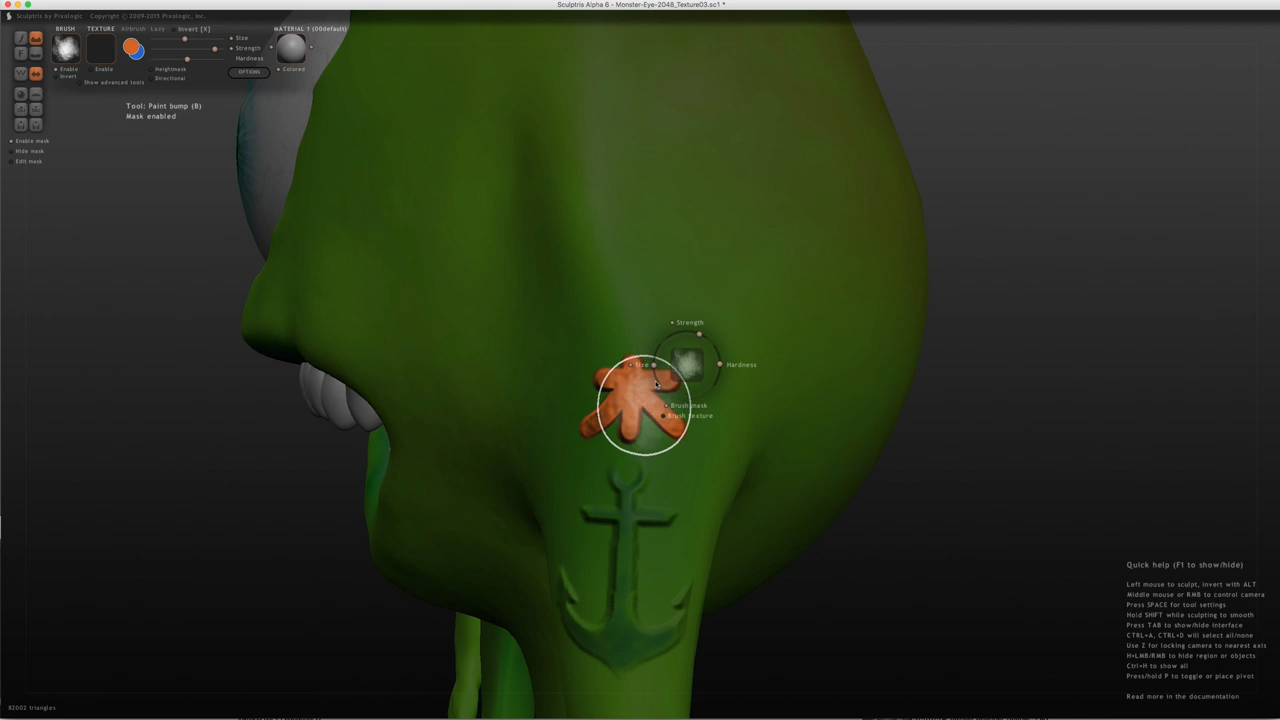 Sculptris Alpha 6 - Monster-Eye-2048_Texture03.sc1 *
Sculptris by Pixologic Copyright © 2009-2015 Pixologic, Inc.
BRUSH TEXTURE Airbrush Lazy Invert [X] MATERIAL 1 (00default)
Size
Strength
Hardness
Enable Enable Heightmask OPTIONS Colored
Invert Directional
Show advanced tools
F
W
Tool: Paint bump (B)
Mask enabled
Enable mask
Hide mask
Edit mask
Strength
Size Hardness
Brush mask
Brush texture
Quick help (F1 to show/hide)
Left mouse to sculpt, invert with ALT
Middle mouse or RMB to control camera
Press SPACE for tool settings
Hold SHIFT while sculpting to smooth
Press TAB to show/hide interface
CTRL+A, CTRL+D will select all/none
Use Z for locking camera to nearest axis
H+LMB/RMB to hide region or objects
Ctrl+H to show all
Press/hold P to toggle or place pivot
Read more in the documentation
82002 triangles